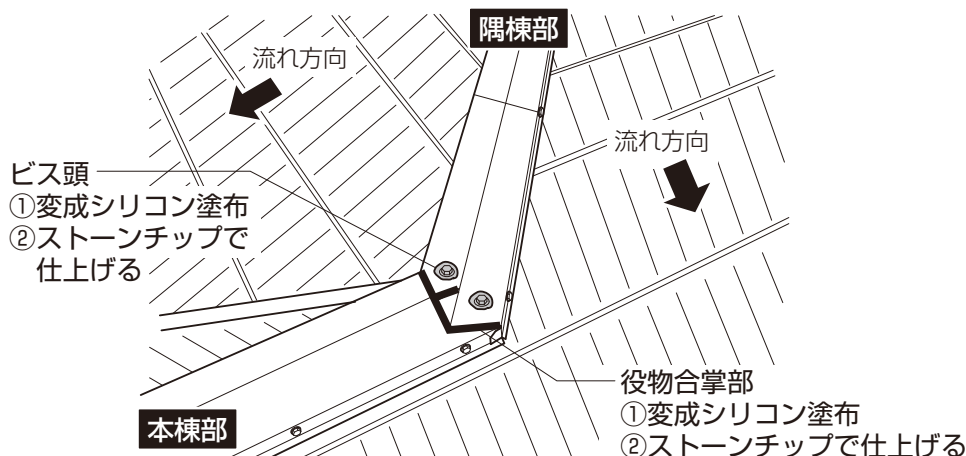 隅棟部
流れ方向
流れ方向
ビス頭
①変成シリコン塗布
②ストーンチップで
仕上げる
役物合掌部
①変成シリコン塗布
②ストーンチップで仕上げる
本棟部